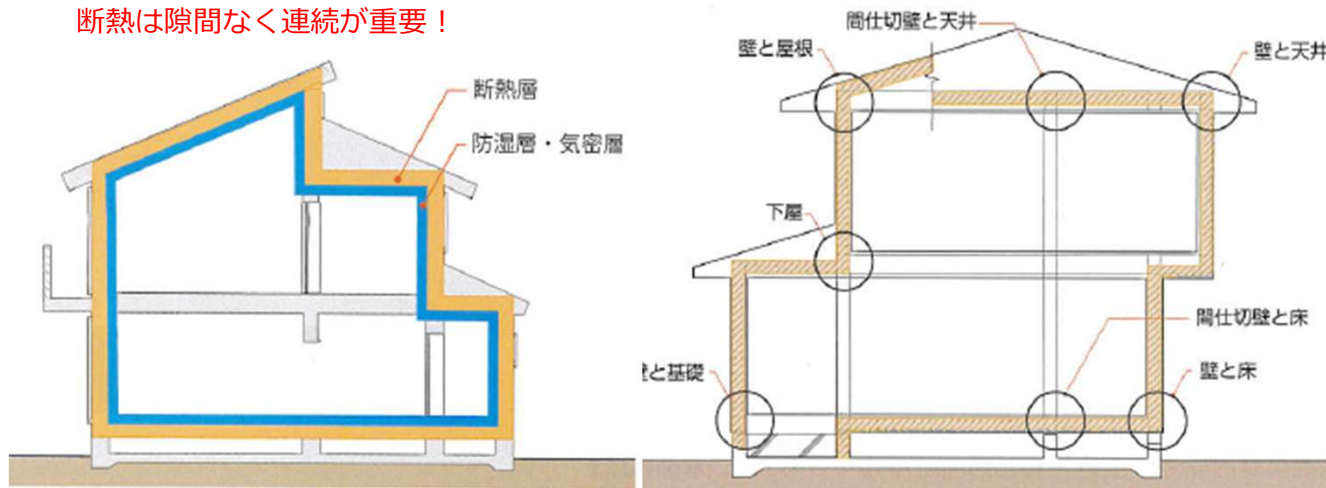 断熱は隙間なく連続が重要！
断熱層
防湿層・気密層
間仕切壁と天井
壁と屋根
壁と天井
下屋
間仕切壁と床
壁と基礎
壁と床